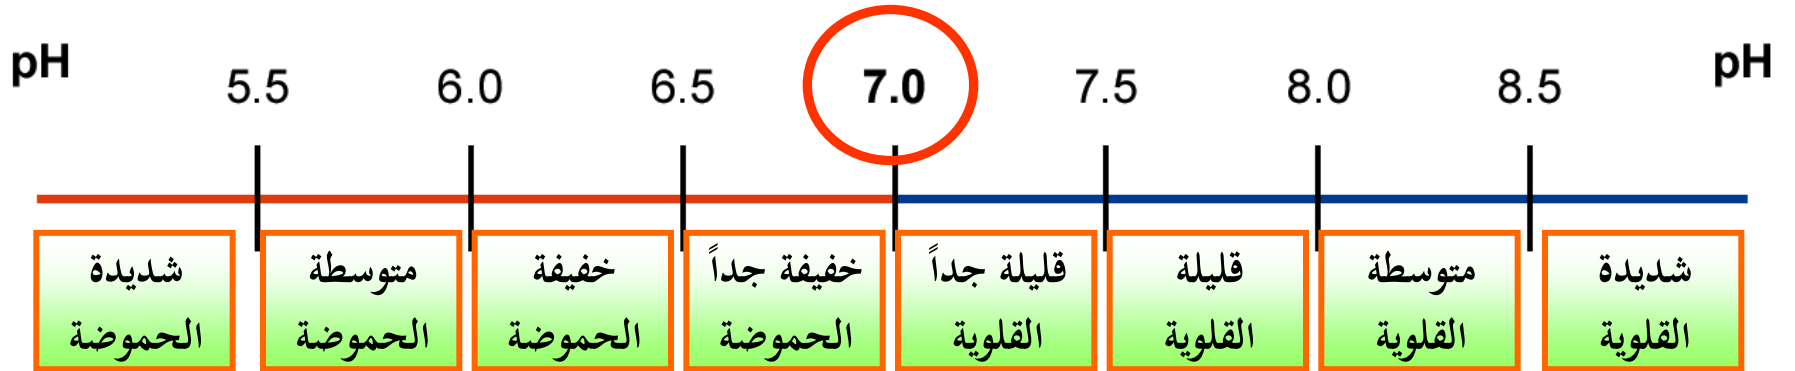 pH 5.5 6.0 6.5 7.0 7.5 8.0 8.5 pH
شديدة
الحموضة
متوسطة
الحموضة
خفيفة
الحموضة
خفيفة جداً
الحموضة
قليلة جداً
القلوية
قليلة
القلوية
متوسطة
القلوية
شديدة
القلوية